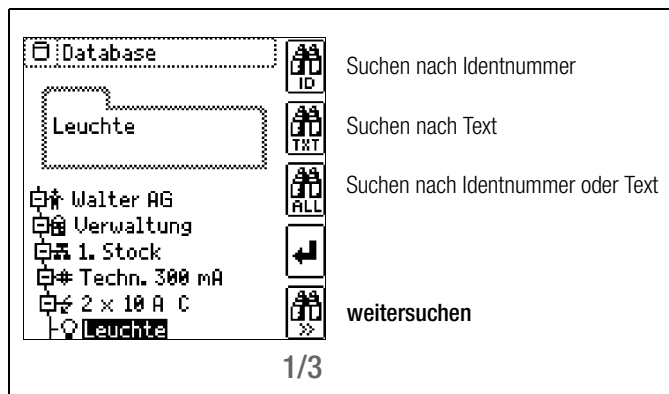 Database
ID
Suchen nach Identnummer
Leuchte
TXT
Suchen nach Text
ALL
Suchen nach Identnummer oder Text
Walter AG
Verwaltung
1. Stock
Techn. 300 mA
2 x 10 A C
Leuchte
>>
weitersuchen
1/3